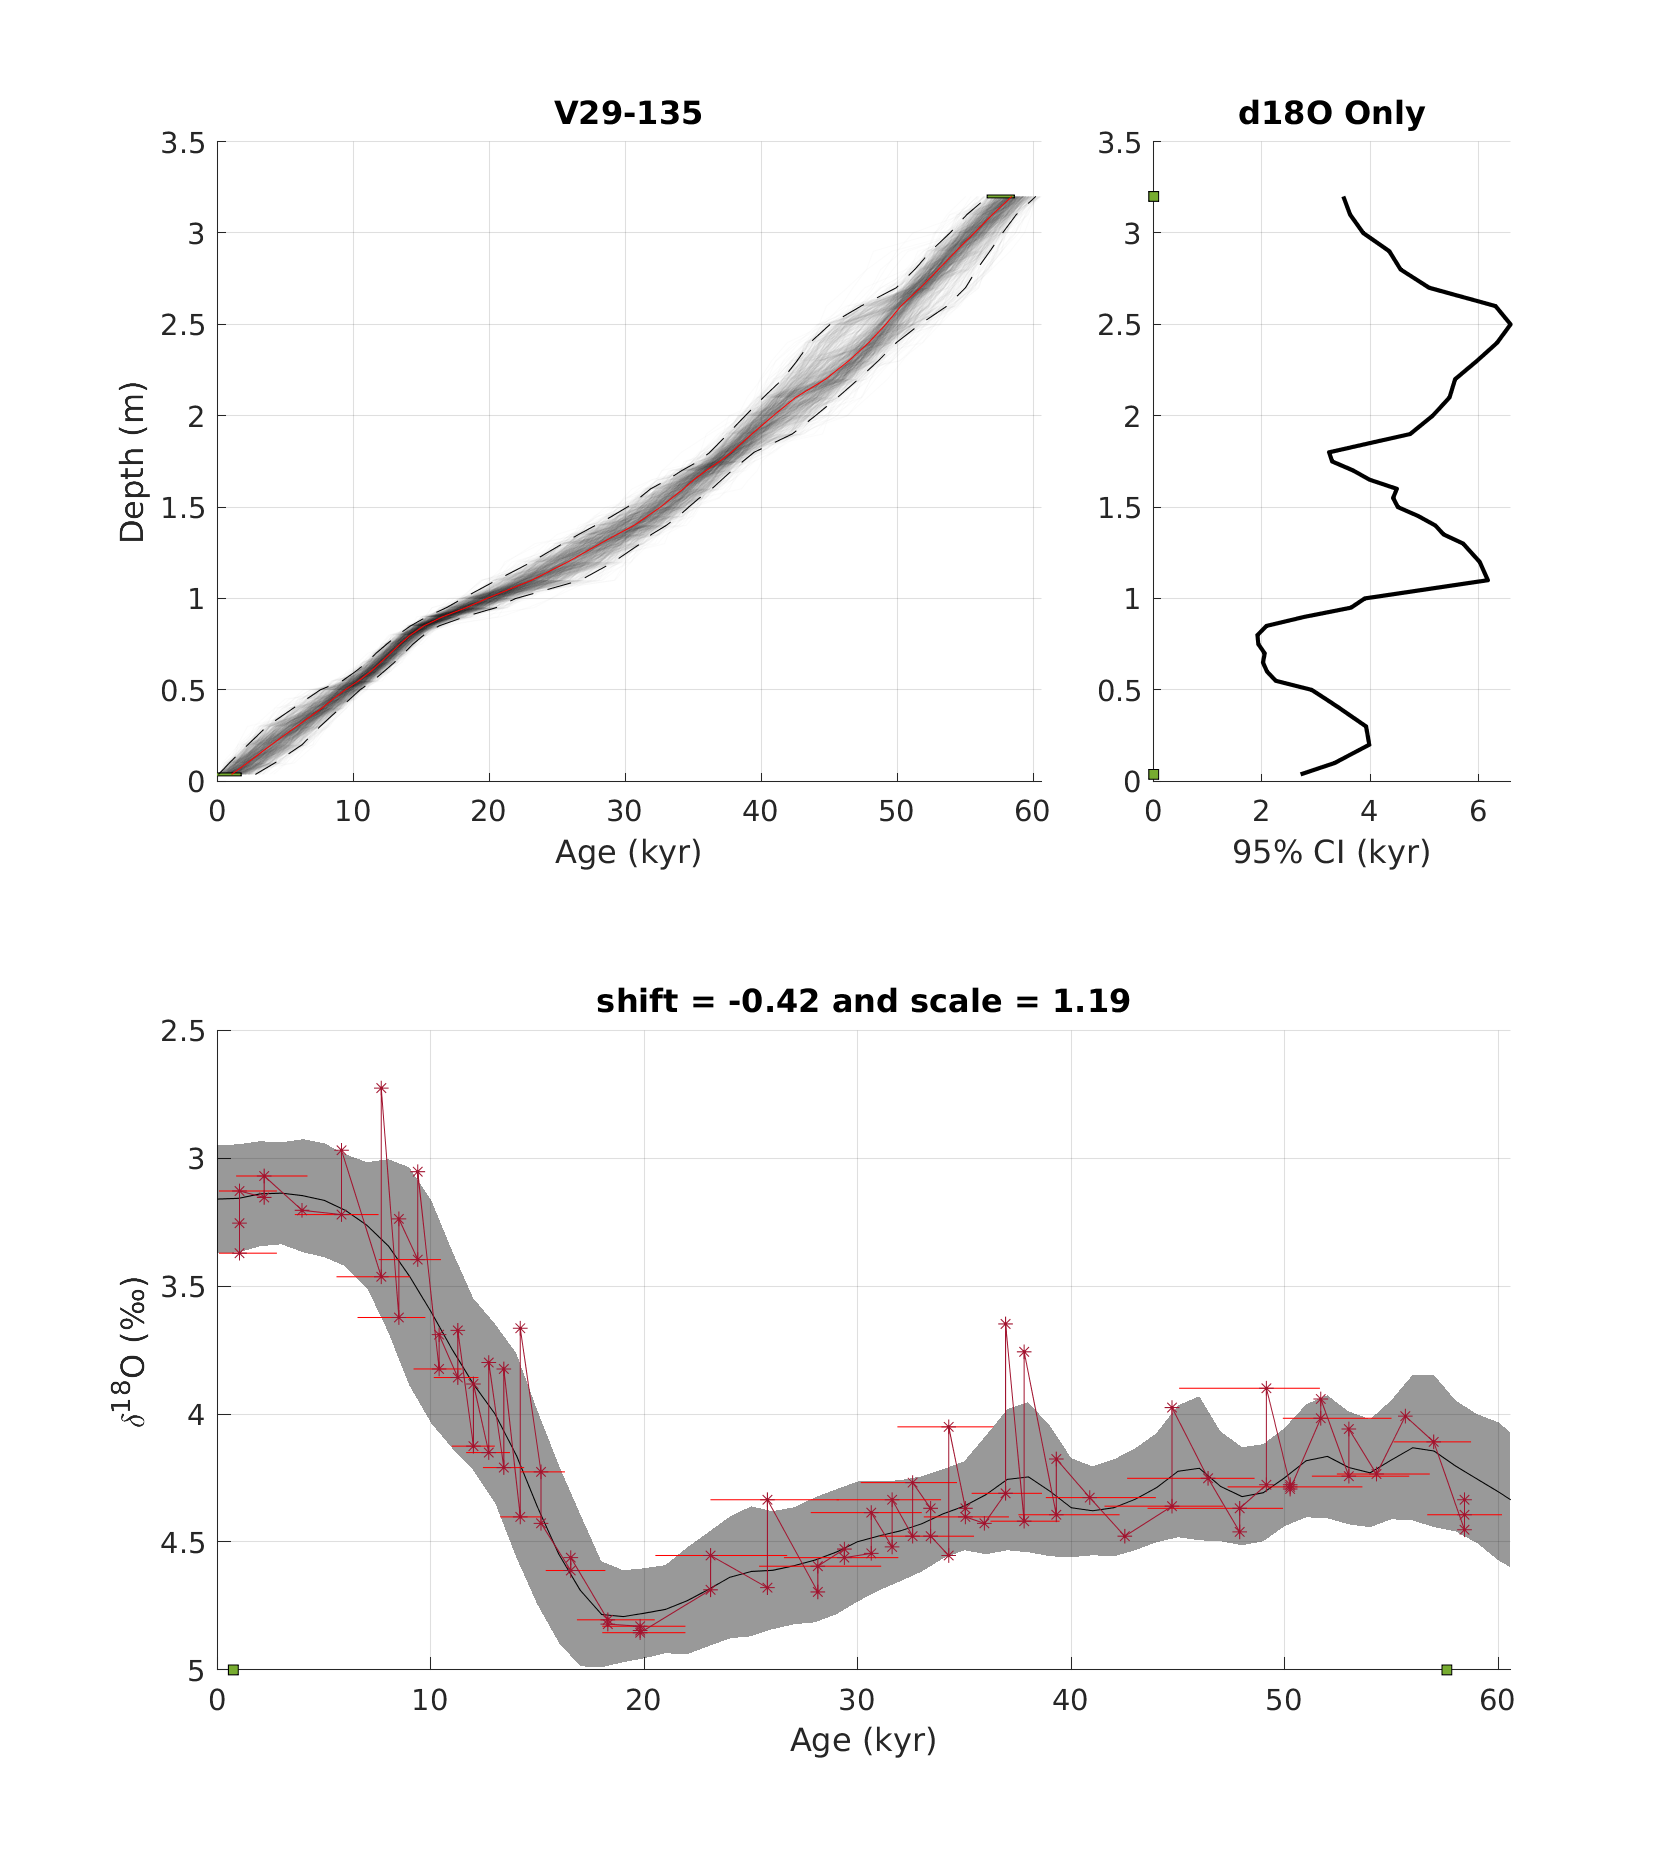 V29-135
d18O Only
3.5
3
2.5
2
1.5
1
0.5
0
Depth (m)
0 10 20 30 40 50 60
Age (kyr)
3.5
3
2.5
2
1.5
1
0.5
0
0 2 4 6
95% CI (kyr)
shift = -0.42 and scale = 1.19
2.5
3
3.5
4
4.5
5
δ¹⁸O (‰)
0 10 20 30 40 50 60
Age (kyr)